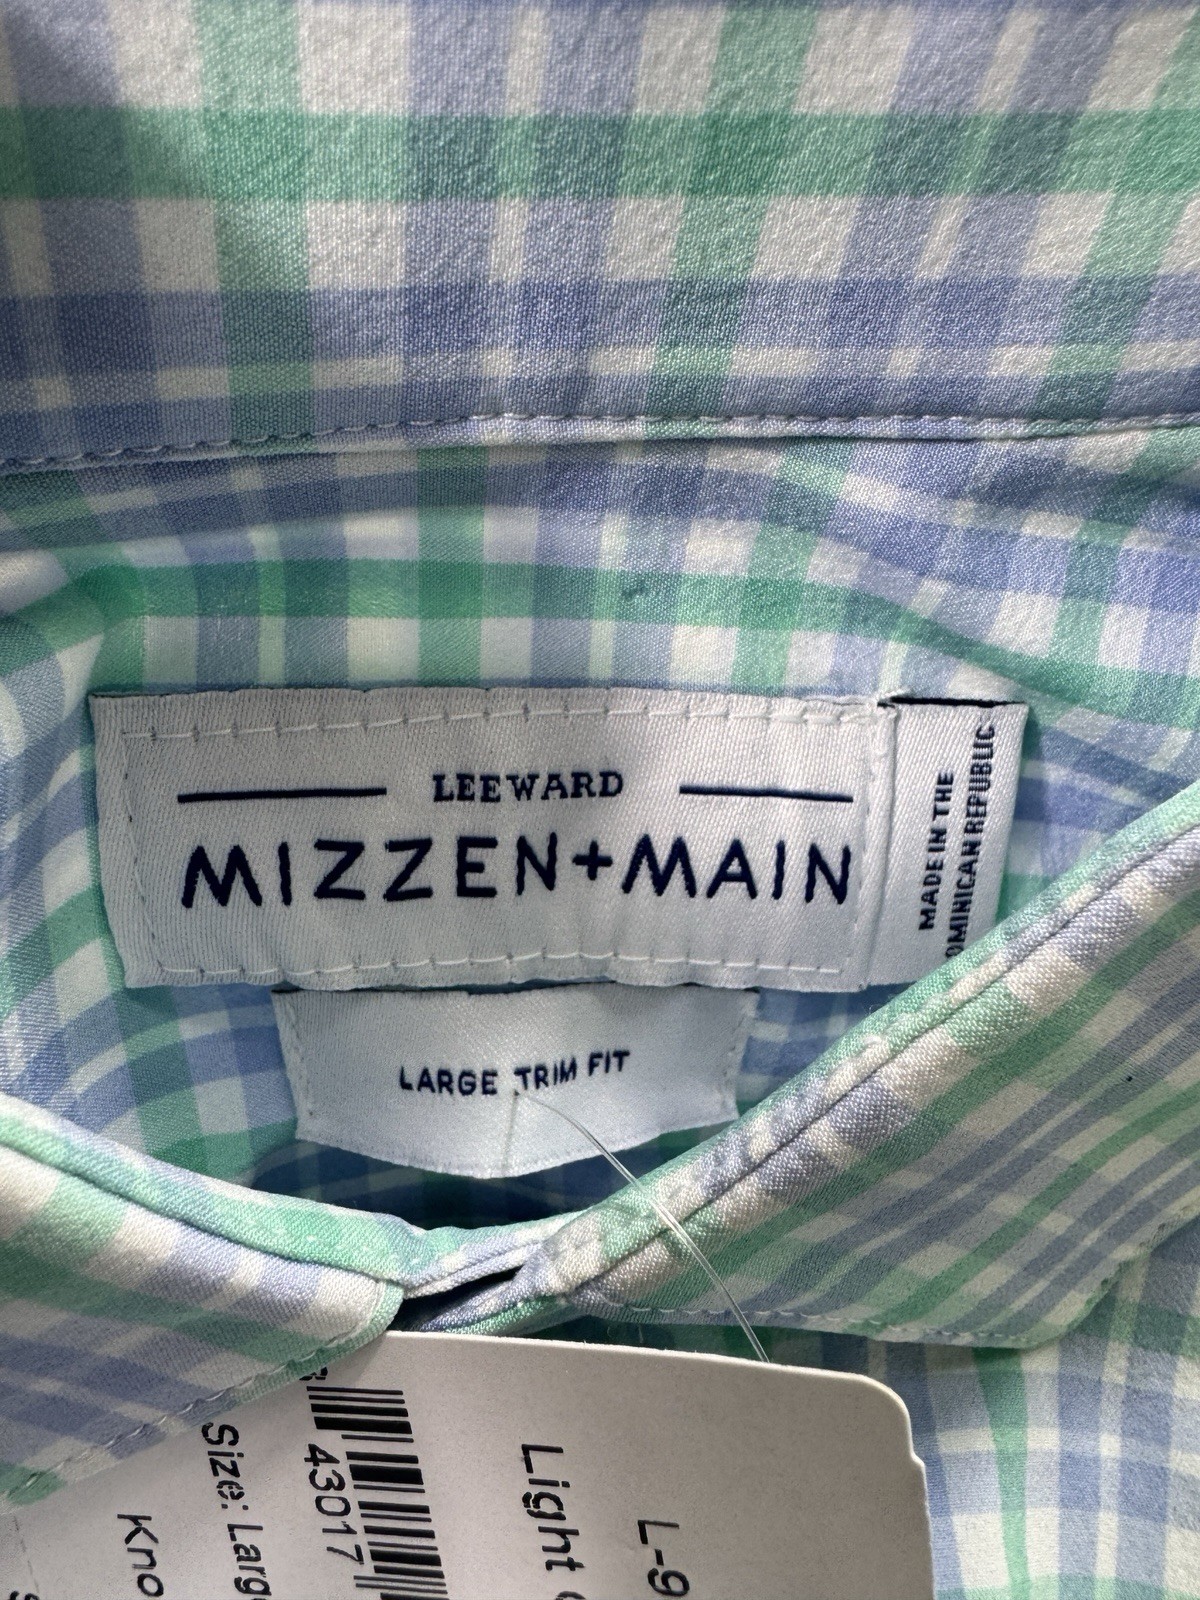 LEEWARD
MIZZEN+MAIN
MADE IN THE
DOMINICAN REPUBLIC
LARGE TRIM FIT
L-9
Light
43017
Size: Larg
Kno